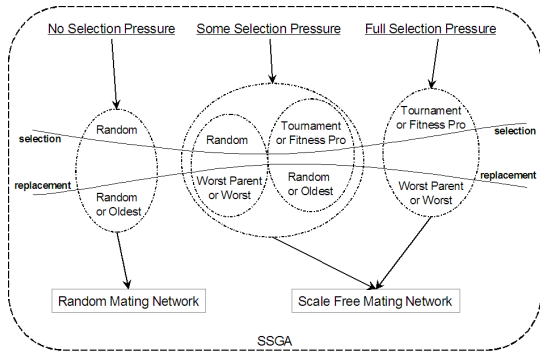 No Selection Pressure
Some Selection Pressure
Full Selection Pressure
selection
Random
Random
Tournament
or Fitness Pro
Tournament
or Fitness Pro
selection
replacement
Random
or Oldest
Worst Parent
or Worst
Random
or Oldest
Worst Parent
or Worst
replacement
Random Mating Network
Scale Free Mating Network
SSGA